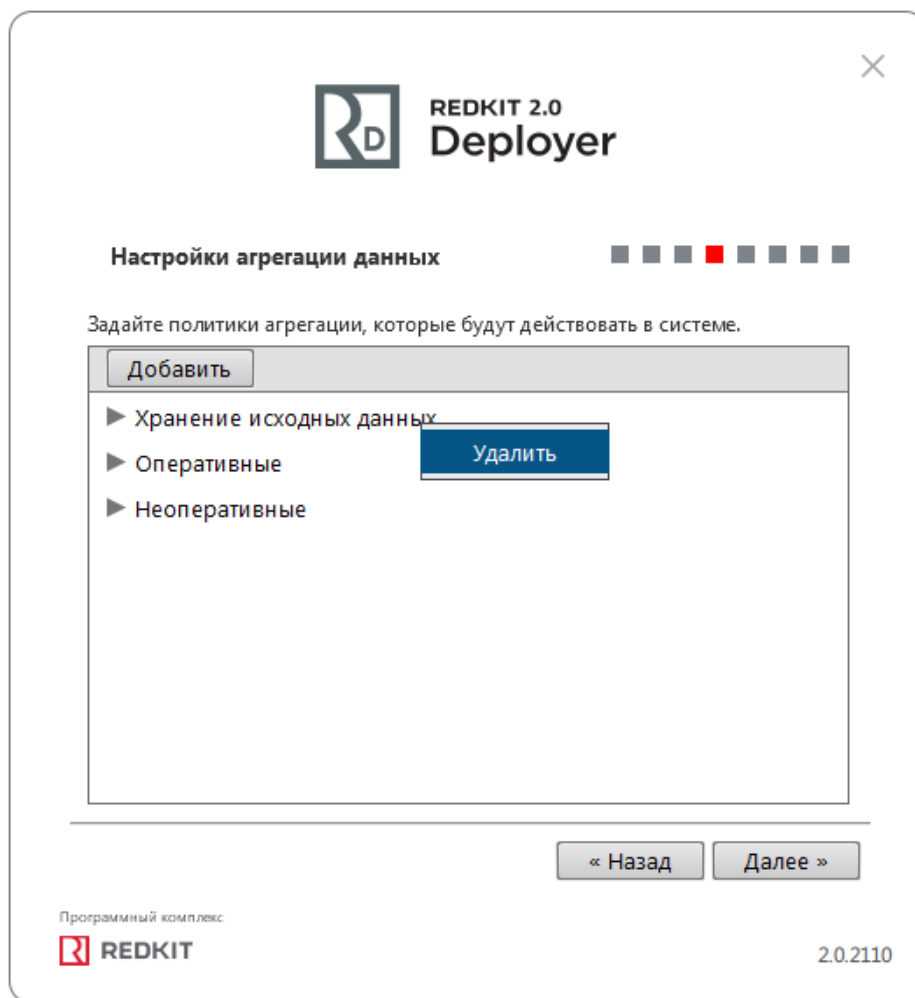 REDKIT 2.0
Deployer
Настройки агрегации данных
Задайте политики агрегации, которые будут действовать в системе.
Добавить
Хранение исходных данных
Удалить
Оперативные
Неоперативные
« Назад
Далее »
Программный комплекс
REDKIT
2.0.2110